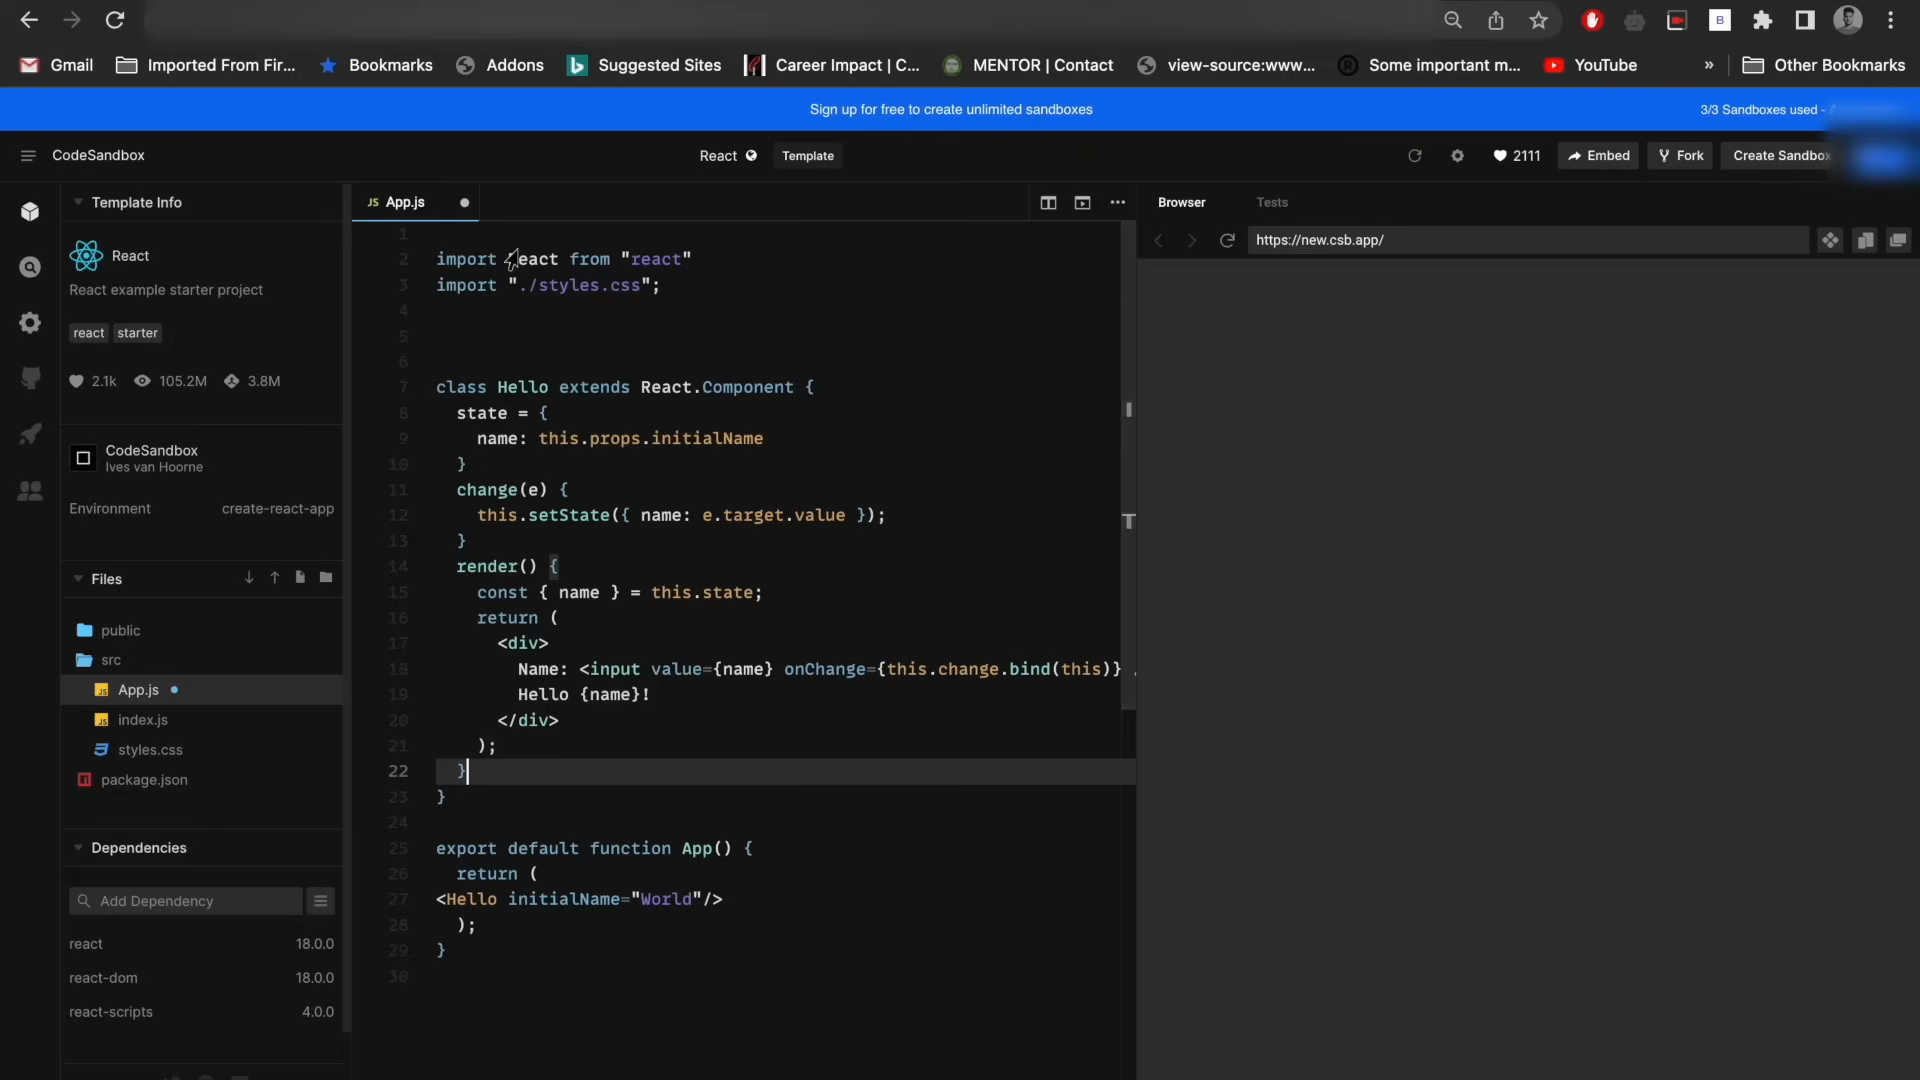 Gmail
Imported From Fir...
Bookmarks
Addons
Suggested Sites
Career Impact | C...
MENTOR | Contact
view-source:www...
Some important m...
YouTube
»
Other Bookmarks
Sign up for free to create unlimited sandboxes
3/3 Sandboxes used -
CodeSandbox
React
Template
2111
Embed
Fork
Create Sandbox
Template Info
React
React example starter project
react
starter
2.1k
105.2M
3.8M
CodeSandbox
Ives van Hoorne
Environment
create-react-app
Files
public
src
JS App.js
JS index.js
styles.css
package.json
Dependencies
Add Dependency
react 18.0.0
react-dom 18.0.0
react-scripts 4.0.0
JS App.js
1
2 import React from "react"
3 import "./styles.css";
4
5
6
7 class Hello extends React.Component {
8 state = {
9 name: this.props.initialName
10 }
11 change(e) {
12 this.setState({ name: e.target.value });
13 }
14 render() {
15 const { name } = this.state;
16 return (
17 <div>
18 Name: <input value={name} onChange={this.change.bind(this)}
19 Hello {name}!
20 </div>
21 );
22 }
23 }
24
25 export default function App() {
26 return (
27 <Hello initialName="World"/>
28 );
29 }
30
Browser
Tests
https://new.csb.app/